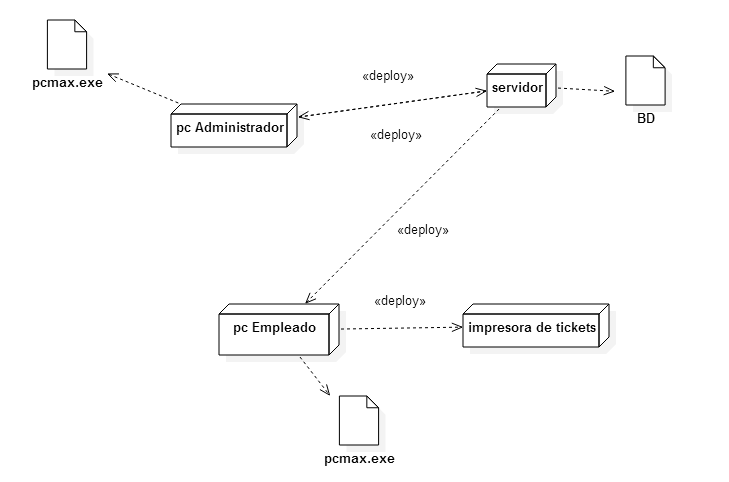 pcmax.exe
«deploy»
servidor
pc Administrador
BD
«deploy»
«deploy»
«deploy»
pc Empleado
impresora de tickets
pcmax.exe